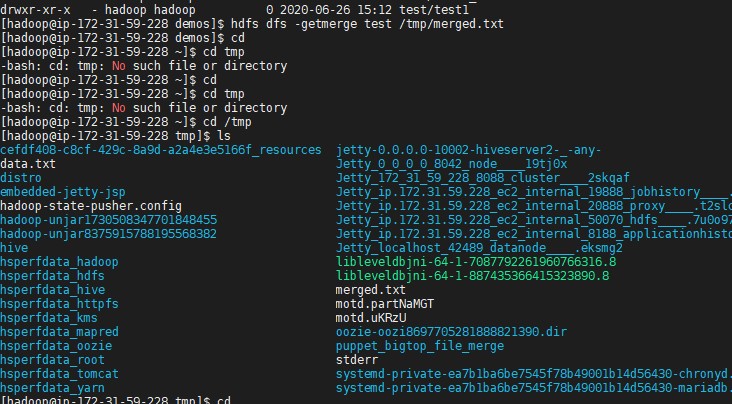 drwxr-xr-x   - hadoop hadoop          0 2020-06-26 15:12 test/test1
[hadoop@ip-172-31-59-228 demos]$ hdfs dfs -getmerge test /tmp/merged.txt
[hadoop@ip-172-31-59-228 demos]$ cd
[hadoop@ip-172-31-59-228 ~]$ cd tmp
-bash: cd: tmp: No such file or directory
[hadoop@ip-172-31-59-228 ~]$ cd
[hadoop@ip-172-31-59-228 ~]$ cd tmp
-bash: cd: tmp: No such file or directory
[hadoop@ip-172-31-59-228 ~]$ cd /tmp
[hadoop@ip-172-31-59-228 tmp]$ ls
cefdf408-c8cf-429c-8a9d-a2a4e3e5166f_resources  jetty-0.0.0.0-10002-hiveserver2-_-any-
data.txt  Jetty_0_0_0_0_8042_node____19tj0x
distro  Jetty_172_31_59_228_8088_cluster____2skqaf
embedded-jetty-jsp  Jetty_ip.172.31.59.228_ec2_internal_19888_jobhistory____.
hadoop-state-pusher.config  Jetty_ip.172.31.59.228_ec2_internal_20888_proxy____.t2slo
hadoop-unjar1730508347701848455  Jetty_ip.172.31.59.228_ec2_internal_50070_hdfs____.7u0o97
hadoop-unjar8375915788195568382  Jetty_ip.172.31.59.228_ec2_internal_8188_applicationhisto
hive  Jetty_localhost_42489_datanode____.eksmg2
hsperfdata_hadoop  libleveldbjni-64-1-7087792261960766316.8
hsperfdata_hdfs  libleveldbjni-64-1-887435366415323890.8
hsperfdata_hive  merged.txt
hsperfdata_httpfs  motd.partNaMGT
hsperfdata_kms  motd.uKRzU
hsperfdata_mapred  oozie-oozi8697705281888821390.dir
hsperfdata_oozie  puppet_bigtop_file_merge
hsperfdata_root  stderr
hsperfdata_tomcat  systemd-private-ea7b1ba6be7545f78b49001b14d56430-chronyd.
hsperfdata_yarn  systemd-private-ea7b1ba6be7545f78b49001b14d56430-mariadb.
[hadoop@ip-172-31-59-228 tmp]$ cd